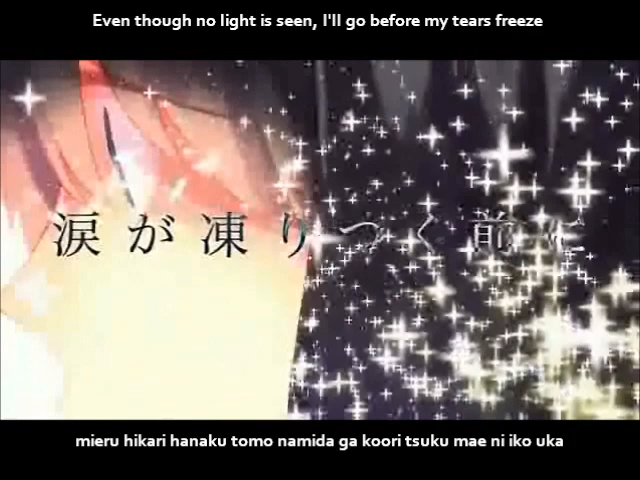 Even though no light is seen, I'll go before my tears freeze
涙が凍りつく前に
mieru hikari hanaku tomo namida ga koori tsuku mae ni iko uka